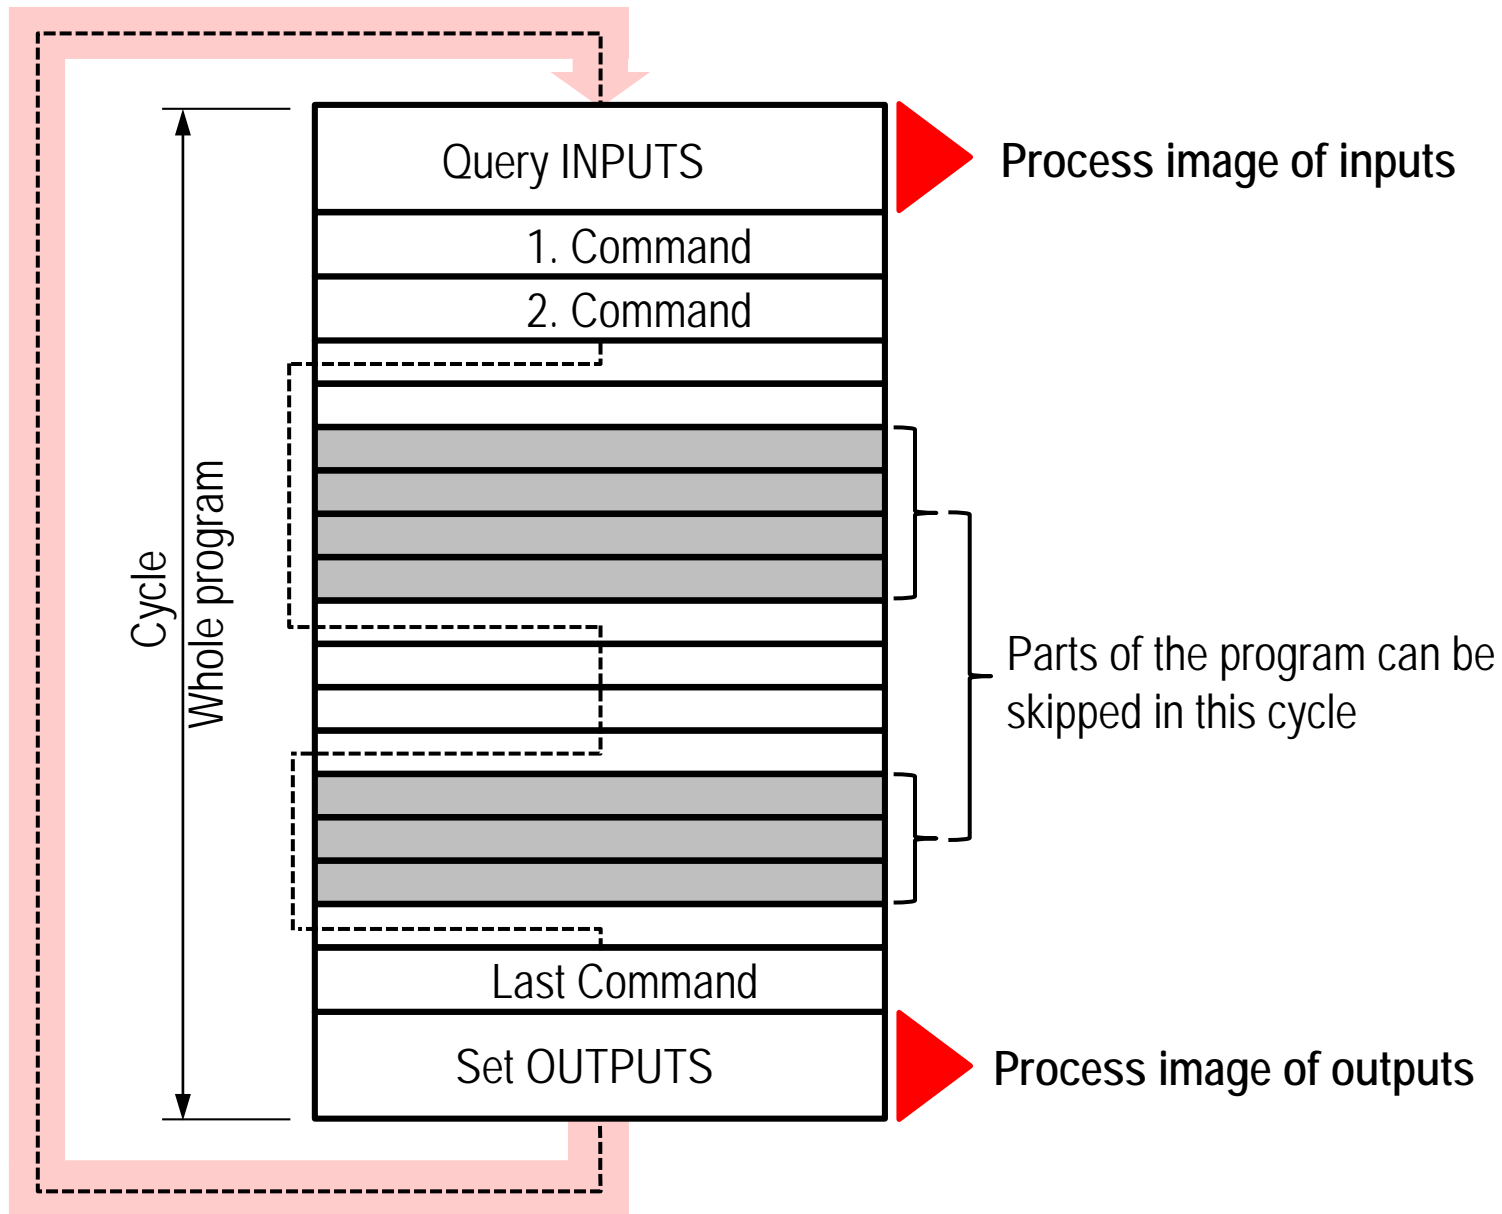 Query INPUTS
Process image of inputs
1. Command
2. Command
Cycle
Whole program
Parts of the program can be
skipped in this cycle
Last Command
Set OUTPUTS
Process image of outputs